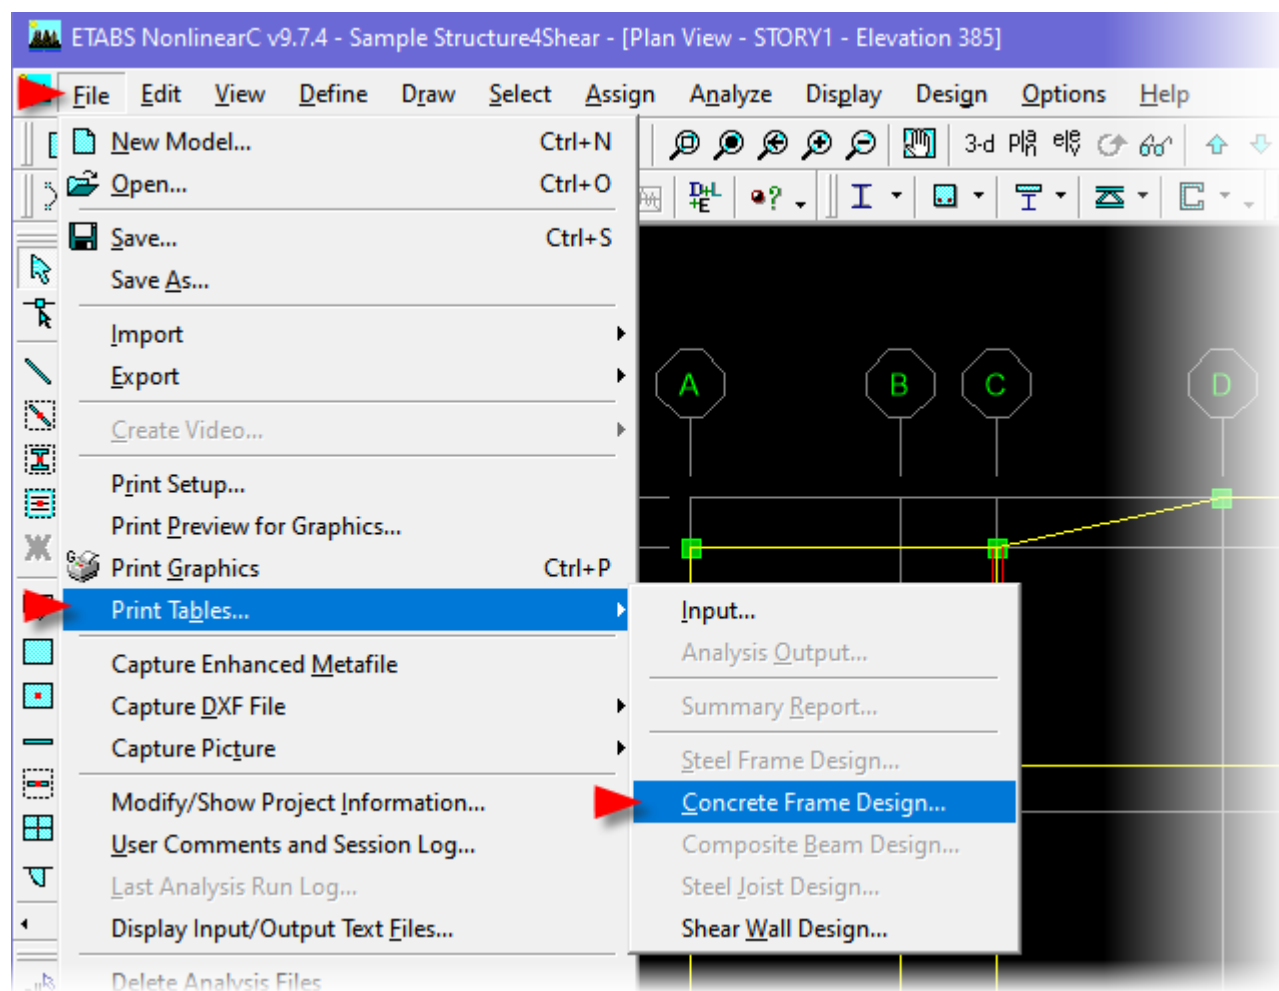 ETABS NonlinearC v9.7.4 - Sample Structure4Shear - [Plan View - STORY1 - Elevation 385]
File Edit View Define Draw Select Assign Analyze Display Design Options Help
New Model... Ctrl+N
3-d pla ele
Open... Ctrl+O
D+L
+E
Save... Ctrl+S
Save As...
Import
Export
A B C D
Create Video...
Print Setup...
Print Preview for Graphics...
Print Graphics Ctrl+P
Print Tables...
Input...
Analysis Output...
Summary Report...
Steel Frame Design...
Concrete Frame Design...
Composite Beam Design...
Steel Joist Design...
Shear Wall Design...
Capture Enhanced Metafile
Capture DXF File
Capture Picture
Modify/Show Project Information...
User Comments and Session Log...
Last Analysis Run Log...
Display Input/Output Text Files...
Delete Analysis Files